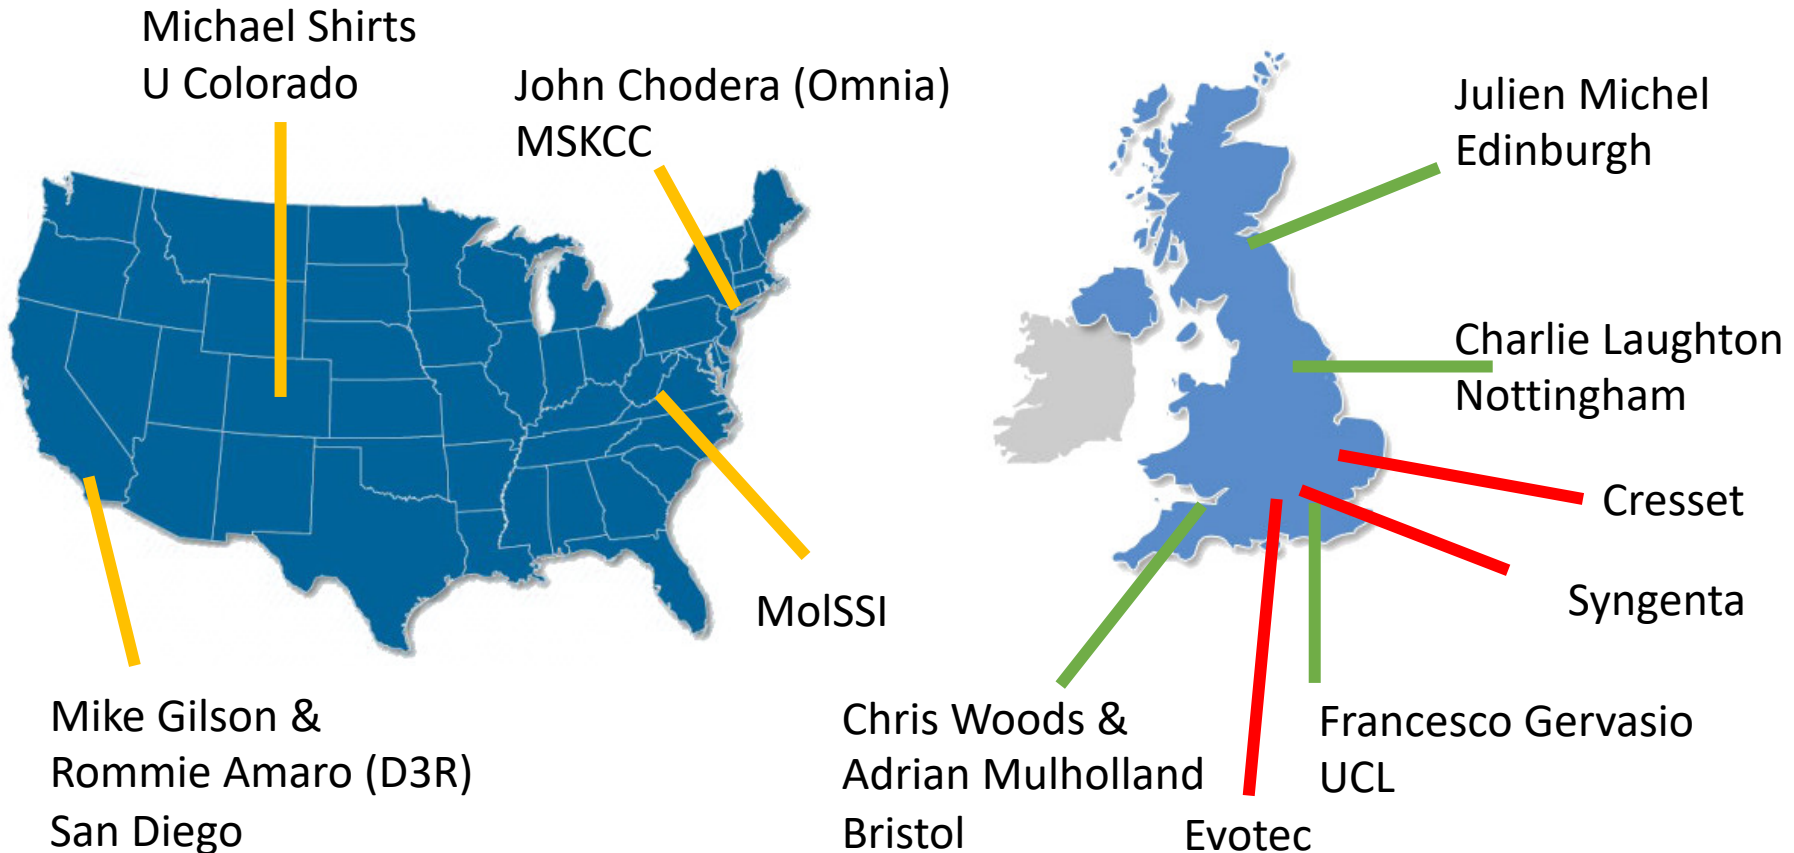 Michael Shirts
U Colorado
John Chodera (Omnia)
MSKCC
Julien Michel
Edinburgh
Charlie Laughton
Nottingham
Cresset
Syngenta
MolSSI
Mike Gilson &
Rommie Amaro (D3R)
San Diego
Chris Woods &
Adrian Mulholland
Bristol
Evotec
Francesco Gervasio
UCL